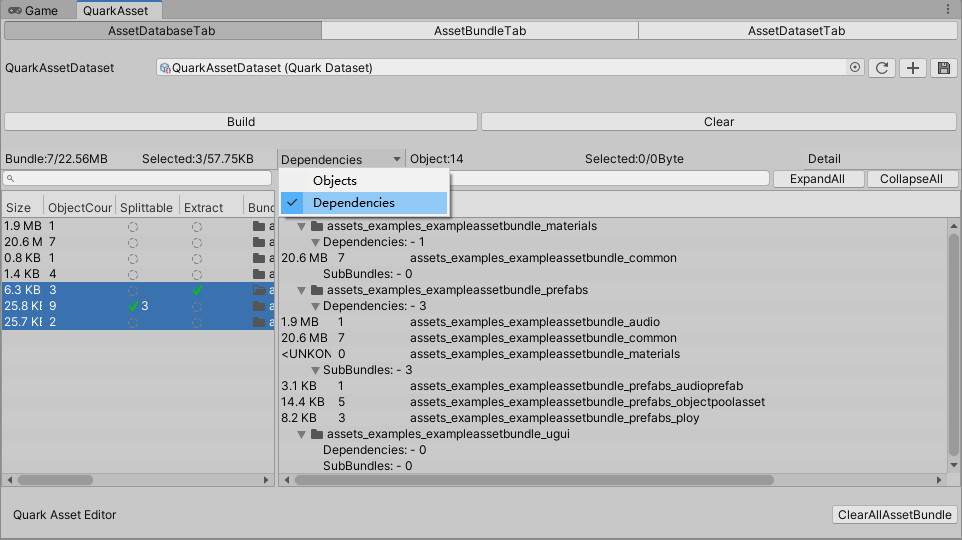 Game QuarkAsset
AssetDatabaseTab AssetBundleTab AssetDatasetTab
QuarkAssetDataset QuarkAssetDataset (Quark Dataset)
Build Clear
Bundle:7/22.56MB Selected:3/57.75KB Dependencies Object:14 Selected:0/0Byte Detail
Objects
Dependencies
ExpandAll CollapseAll
Size ObjectCour Splittable Extract Bun
1.9 MB 1 a
20.6 M 7 a
0.8 KB 1 a
1.4 KB 4 a
6.3 KB 3 a
25.8 KE 9 3 a
25.7 KE 2 a
assets_examples_exampleassetbundle_materials
Dependencies: - 1
20.6 MB 7 assets_examples_exampleassetbundle_common
SubBundles: - 0
assets_examples_exampleassetbundle_prefabs
Dependencies: - 3
1.9 MB 1 assets_examples_exampleassetbundle_audio
20.6 MB 7 assets_examples_exampleassetbundle_common
<UNKON 0 assets_examples_exampleassetbundle_materials
SubBundles: - 3
3.1 KB 1 assets_examples_exampleassetbundle_prefabs_audioprefab
14.4 KB 5 assets_examples_exampleassetbundle_prefabs_objectpoolasset
8.2 KB 3 assets_examples_exampleassetbundle_prefabs_ploy
assets_examples_exampleassetbundle_ugui
Dependencies: - 0
SubBundles: - 0
Quark Asset Editor ClearAllAssetBundle